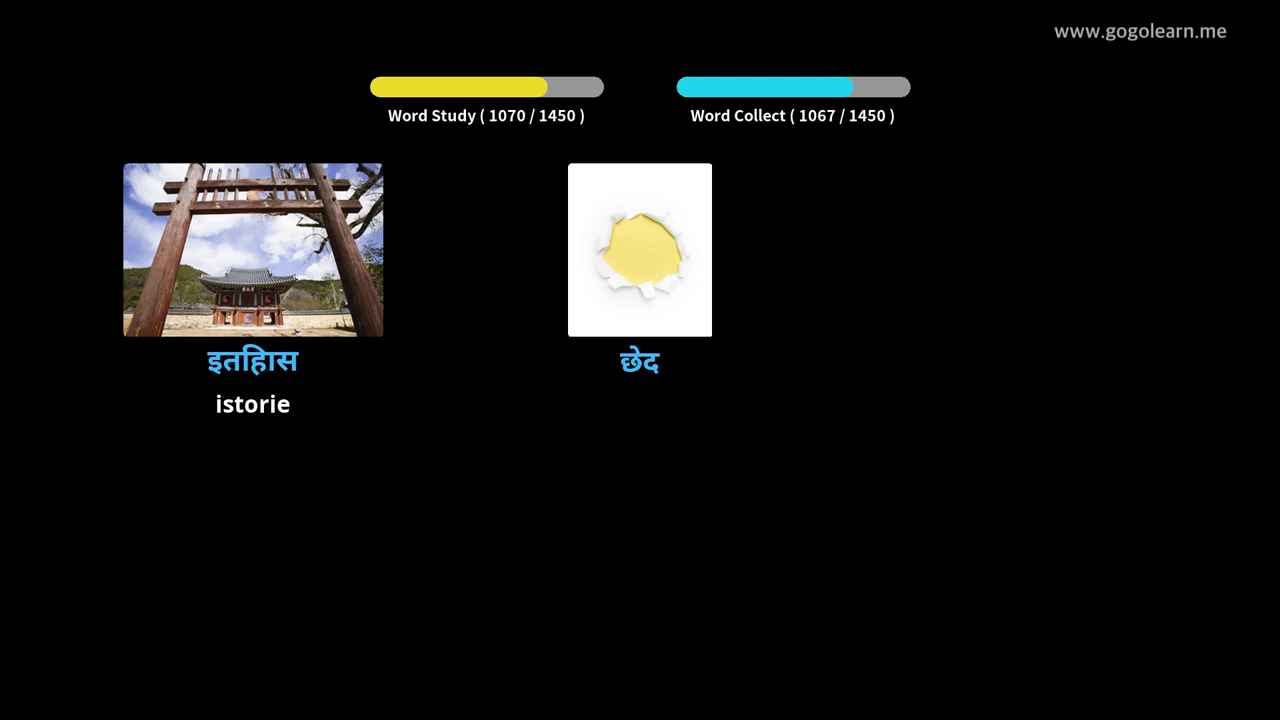 www.gogolearn.me
Word Study ( 1070 / 1450 )
Word Collect ( 1067 / 1450 )
इतिहास
छेद
istorie